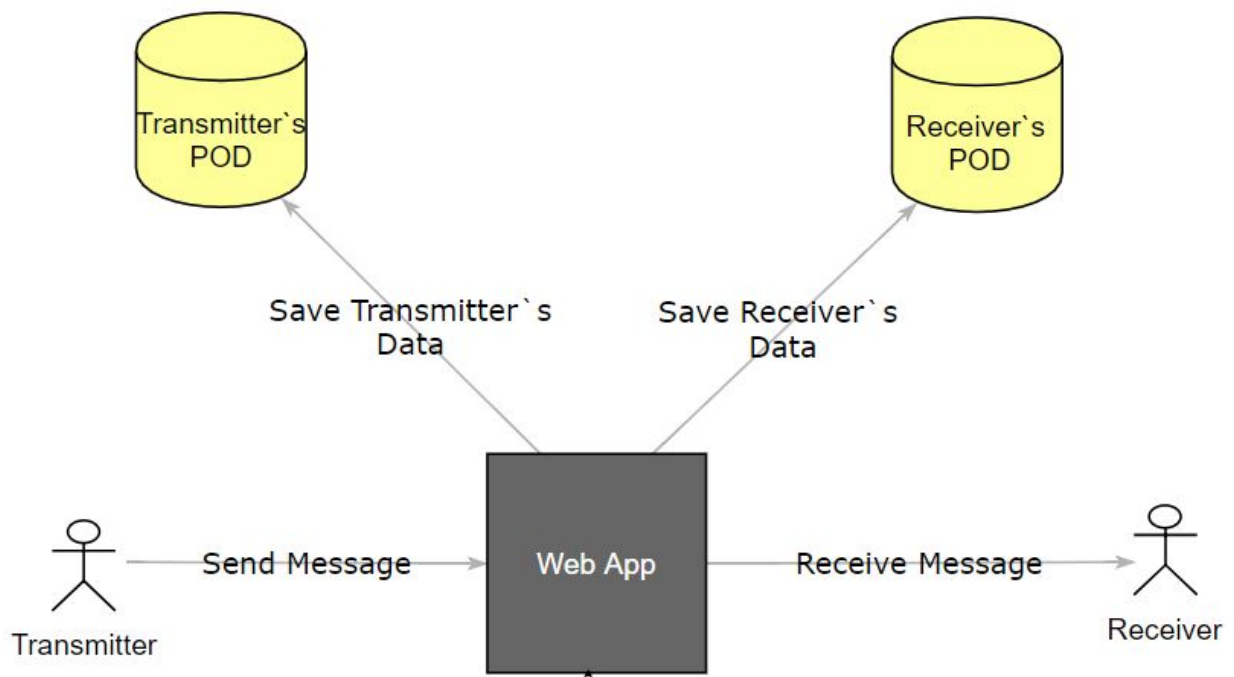 Transmitter`s
POD
Receiver`s
POD
Save Transmitter`s
Data
Save Receiver`s
Data
Send Message
Web App
Receive Message
Transmitter
Receiver